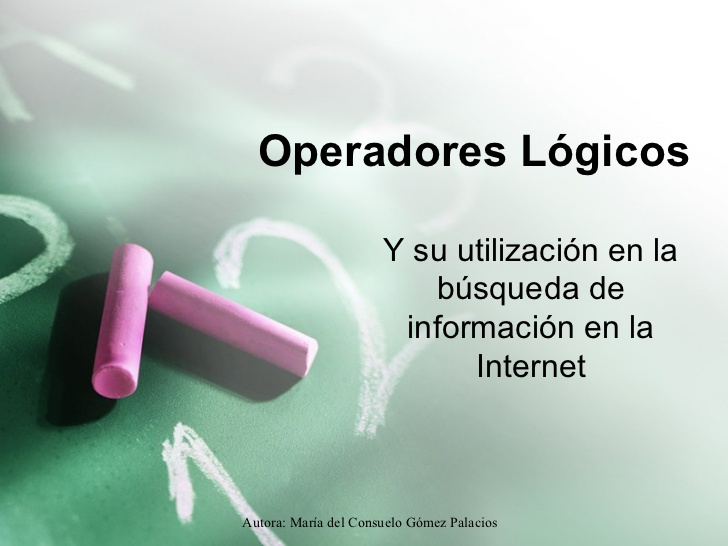 Operadores Lógicos
Y su utilización en la
búsqueda de
información en la
Internet
Autora: María del Consuelo Gómez Palacios